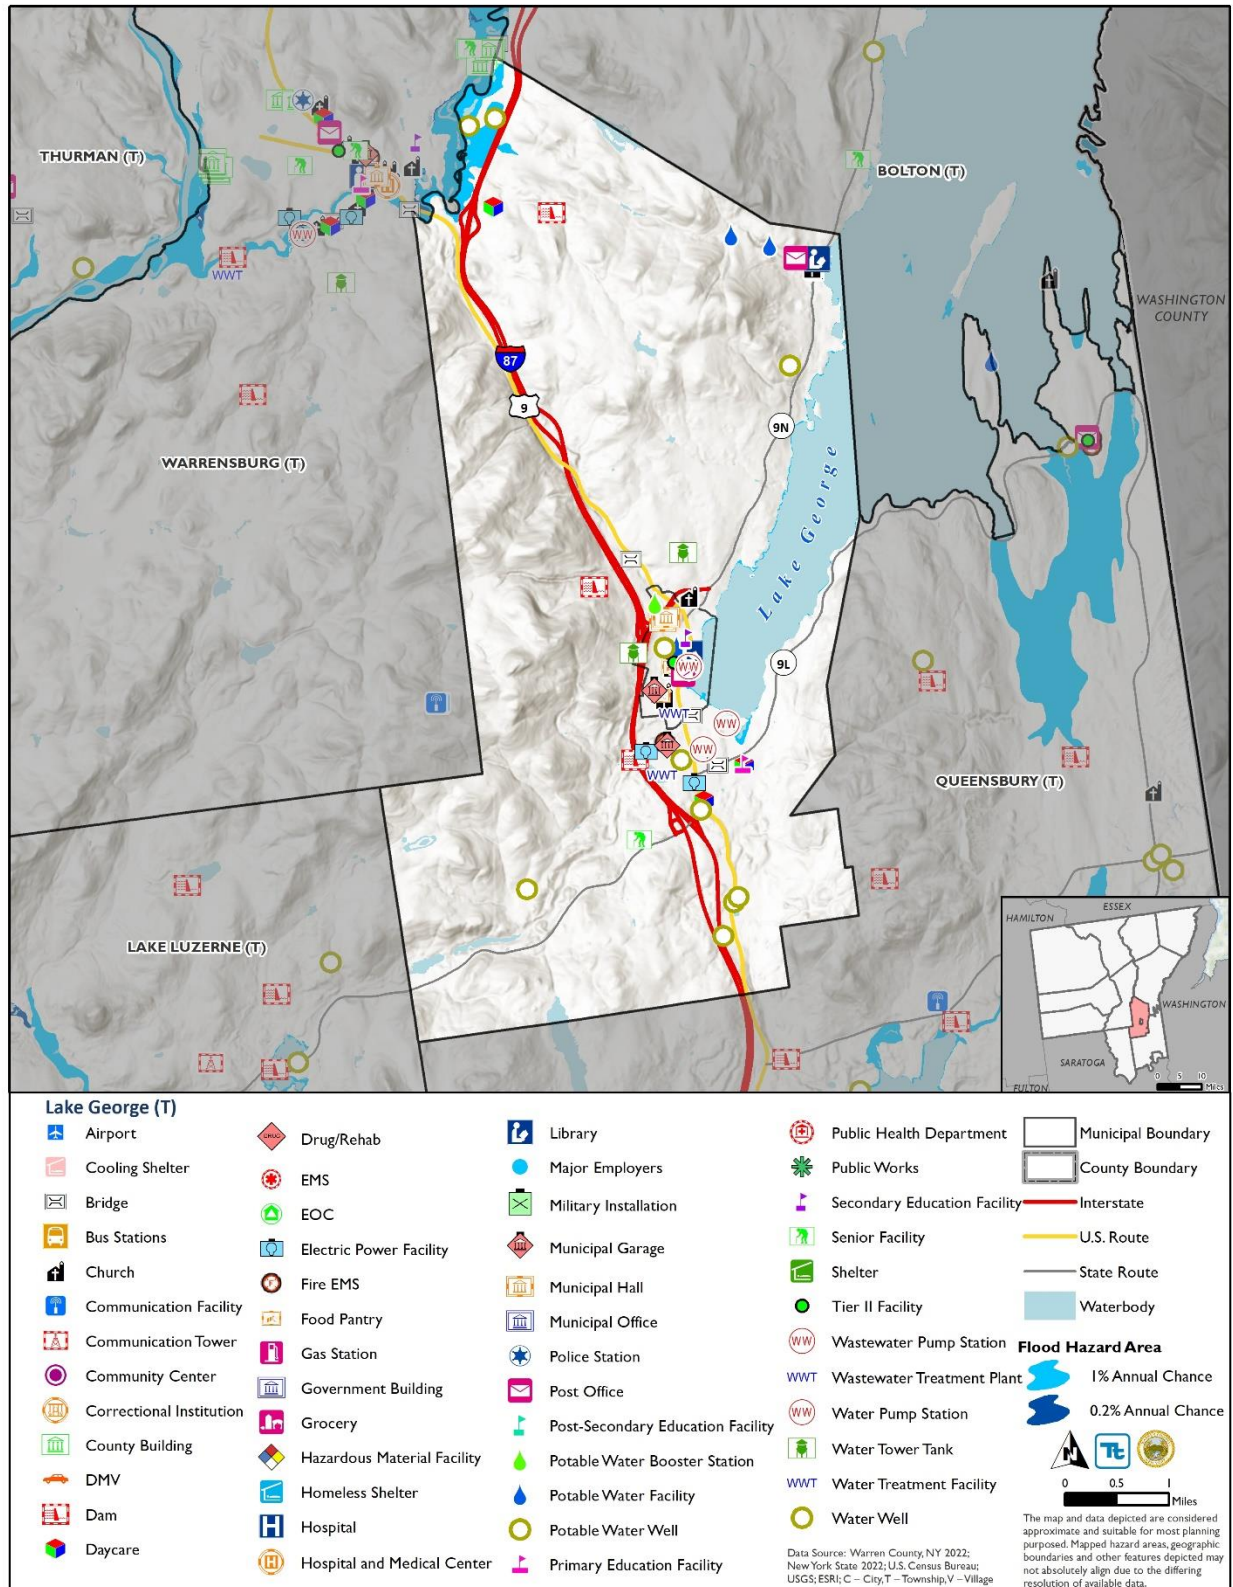 THURMAN (T)
BOLTON (T)
WASHINGTON
COUNTY
WWT
87
9
9N
WARRENSBURG (T)
Lake George
9L
WW
WWT
WW
WW
WWT
QUEENSBURY (T)
LAKE LUZERNE (T)
HAMILTON
ESSEX
WASHINGTON
SARATOGA
FULTON
0 5 10
Miles
Lake George (T)
Airport
Cooling Shelter
Bridge
Bus Stations
Church
Communication Facility
Communication Tower
Community Center
Correctional Institution
County Building
DMV
Dam
Daycare
Drug/Rehab
EMS
EOC
Electric Power Facility
Fire EMS
Food Pantry
Gas Station
Government Building
Grocery
Hazardous Material Facility
Homeless Shelter
Hospital
Hospital and Medical Center
Library
Major Employers
Military Installation
Municipal Garage
Municipal Hall
Municipal Office
Police Station
Post Office
Post-Secondary Education Facility
Potable Water Booster Station
Potable Water Facility
Potable Water Well
Primary Education Facility
Public Health Department
Public Works
Secondary Education Facility
Senior Facility
Shelter
Tier II Facility
WW Wastewater Pump Station
WWT Wastewater Treatment Plant
WW Water Pump Station
Water Tower Tank
WWT Water Treatment Facility
Water Well
Data Source: Warren County, NY 2022;
New York State 2022; U.S. Census Bureau;
USGS; ESRI; C – City, T – Township, V – Village
Municipal Boundary
County Boundary
Interstate
U.S. Route
State Route
Waterbody
Flood Hazard Area
1% Annual Chance
0.2% Annual Chance
N
Tt
0 0.5 1
Miles
The map and data depicted are considered
approximate and suitable for most planning
purposed. Mapped hazard areas, geographic
boundaries and other features depicted may
not absolutely align due to the differing
resolution of available data.